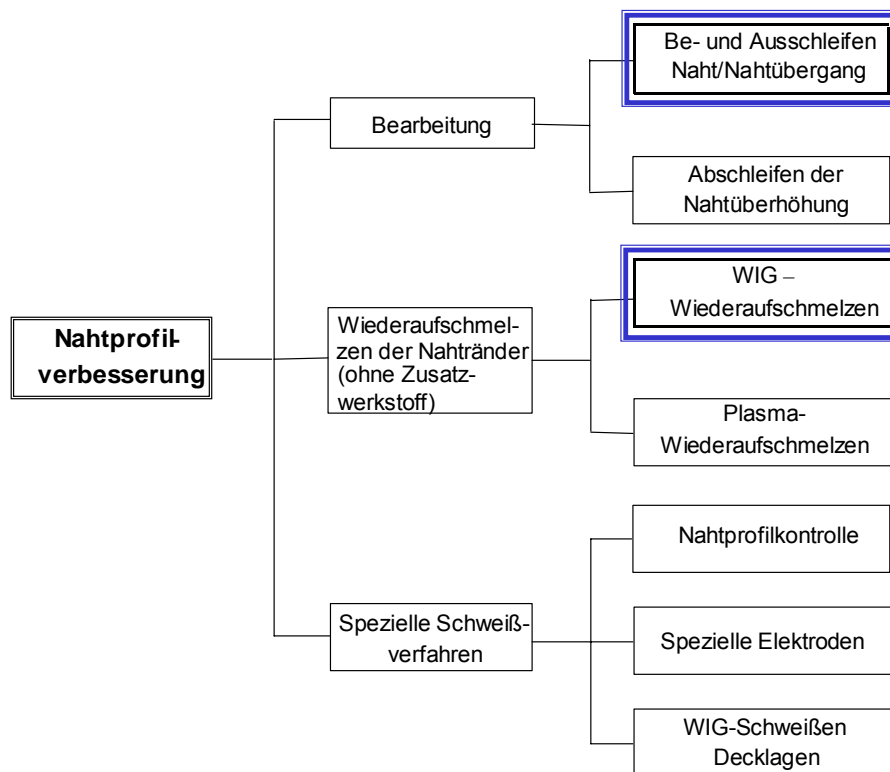 Be- und Ausschleifen
Naht/Nahtübergang
Bearbeitung
Abschleifen der
Nahtüberhöhung
WIG –
Wiederaufschmelzen
Nahtprofil-
verbesserung
Wiederaufschmel-
zen der Nahtränder
(ohne Zusatz-
werkstoff)
Plasma-
Wiederaufschmelzen
Nahtprofilkontrolle
Spezielle Schweiß-
verfahren
Spezielle Elektroden
WIG-Schweißen
Decklagen